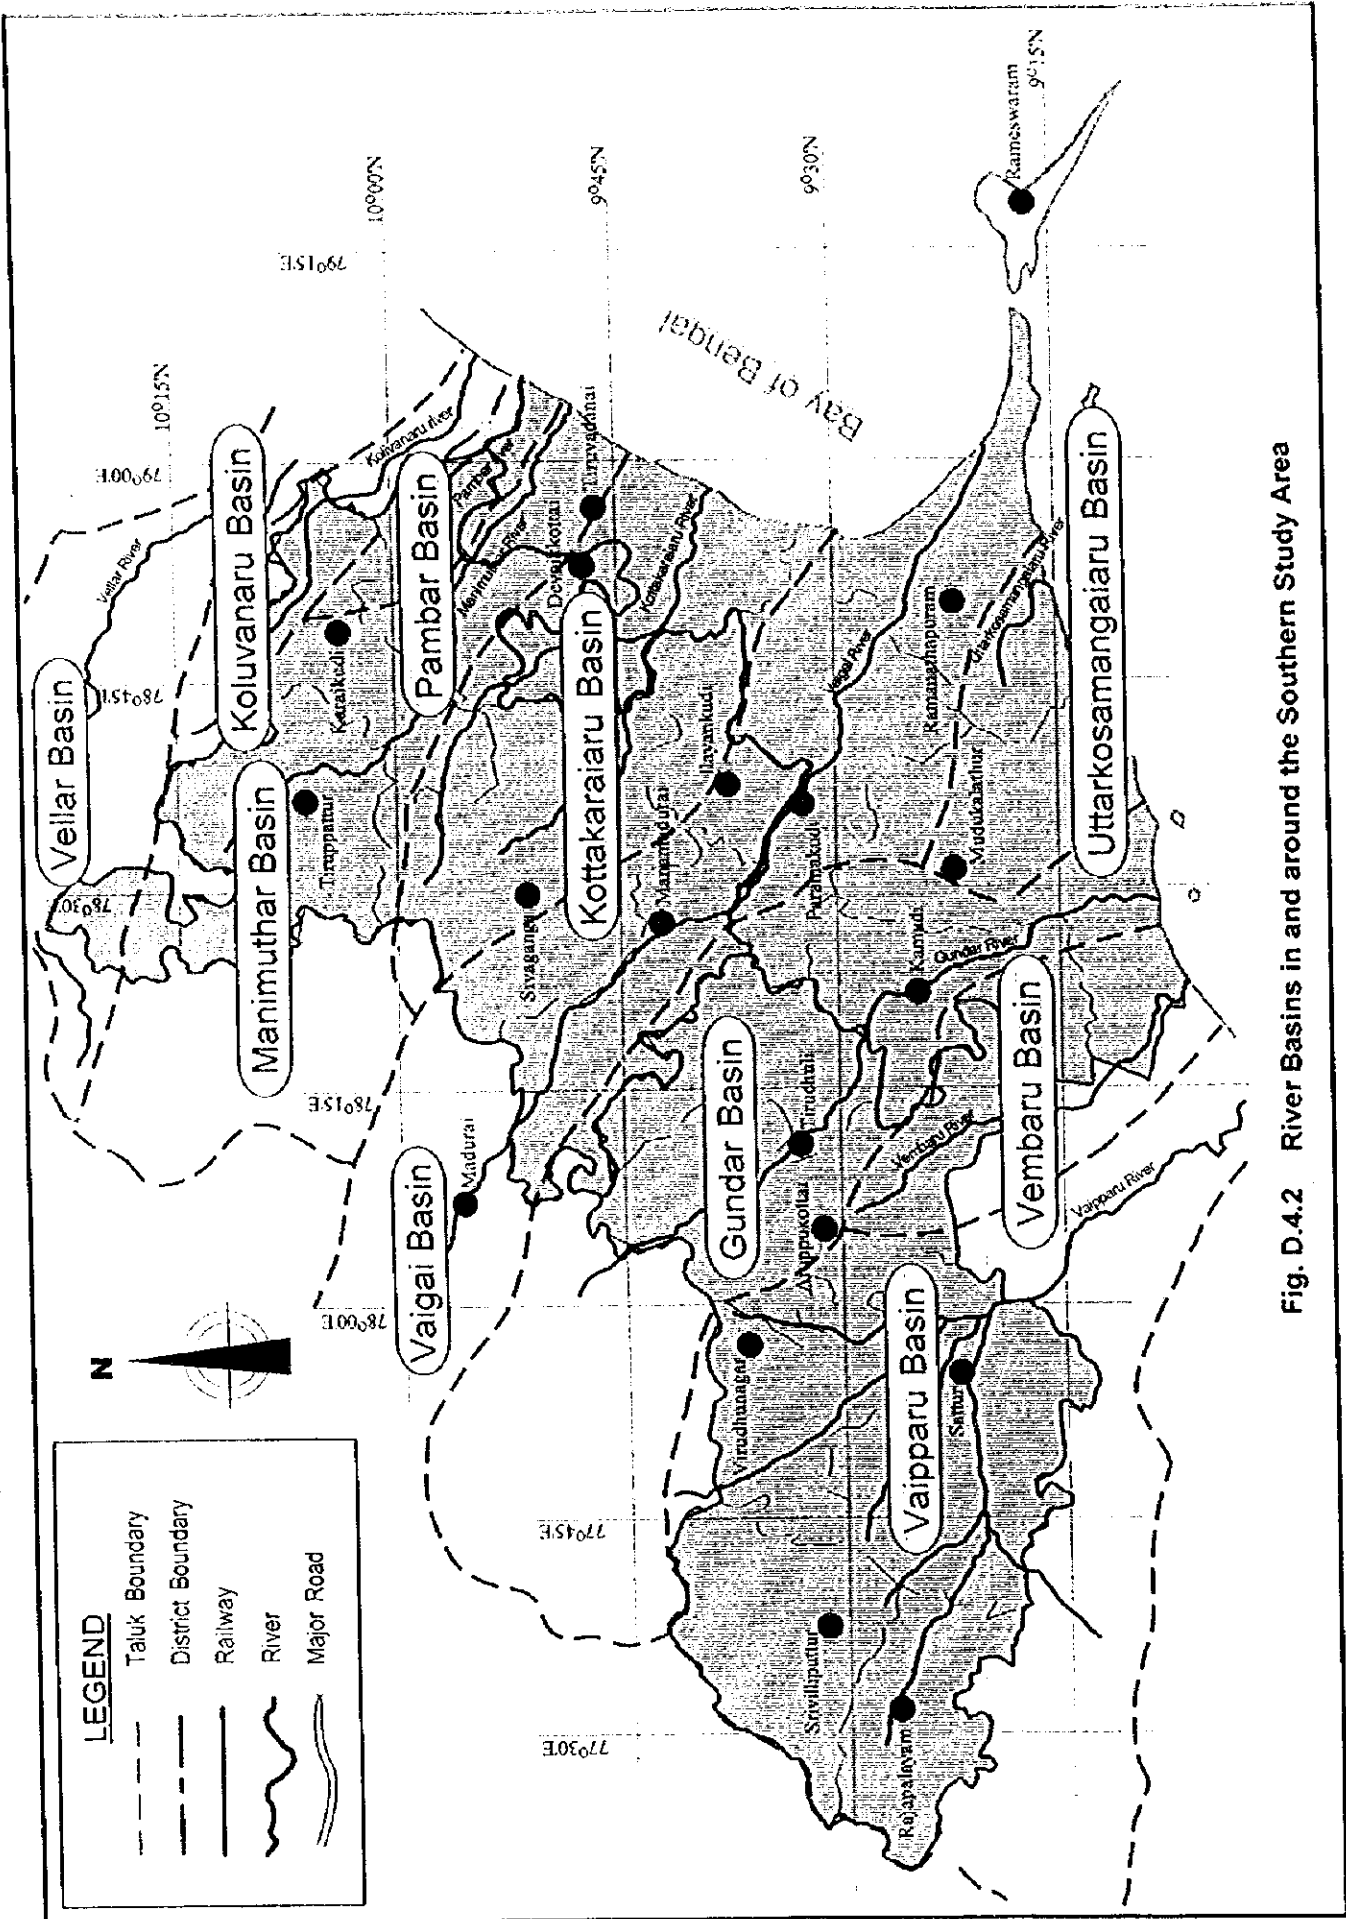 LEGEND
Taluk Boundary
District Boundary
Railway
River
Major Road
N
Vellar Basin
Koluvanaru Basin
Manimuthar Basin
Pambar Basin
Kottakaraiaru Basin
Vaigai Basin
Gundar Basin
Vembaru Basin
Vaipparu Basin
Uttarkosamangaiaru Basin
Vellar River
Kolivanaru river
Pambar River
Manimuthar River
Kottakaraiaru River
Vaigai River
Uttarkosamangaiaru River
Gundar River
Vembaru River
Vaipparu River
Karaikudi
Tiruppattur
Devakkottai
Tiruvadanai
Sivaganga
Manamadurai
Ilayankudi
Paramkudi
Ramanathapuram
Mudukalathur
Kamudi
Rameswaram
Madurai
Tiruchuli
Aruppukottai
Virudhunagar
Sattur
Srivilliputtur
Rajapalayam
Bay of Bengal
10°15'N
10°00'N
9°45'N
9°30'N
9°15'N
77°30'E
77°45'E
78°00'E
78°15'E
78°30'
78°45'E
79°00'E
79°15'E
Fig. D.4.2 River Basins in and around the Southern Study Area